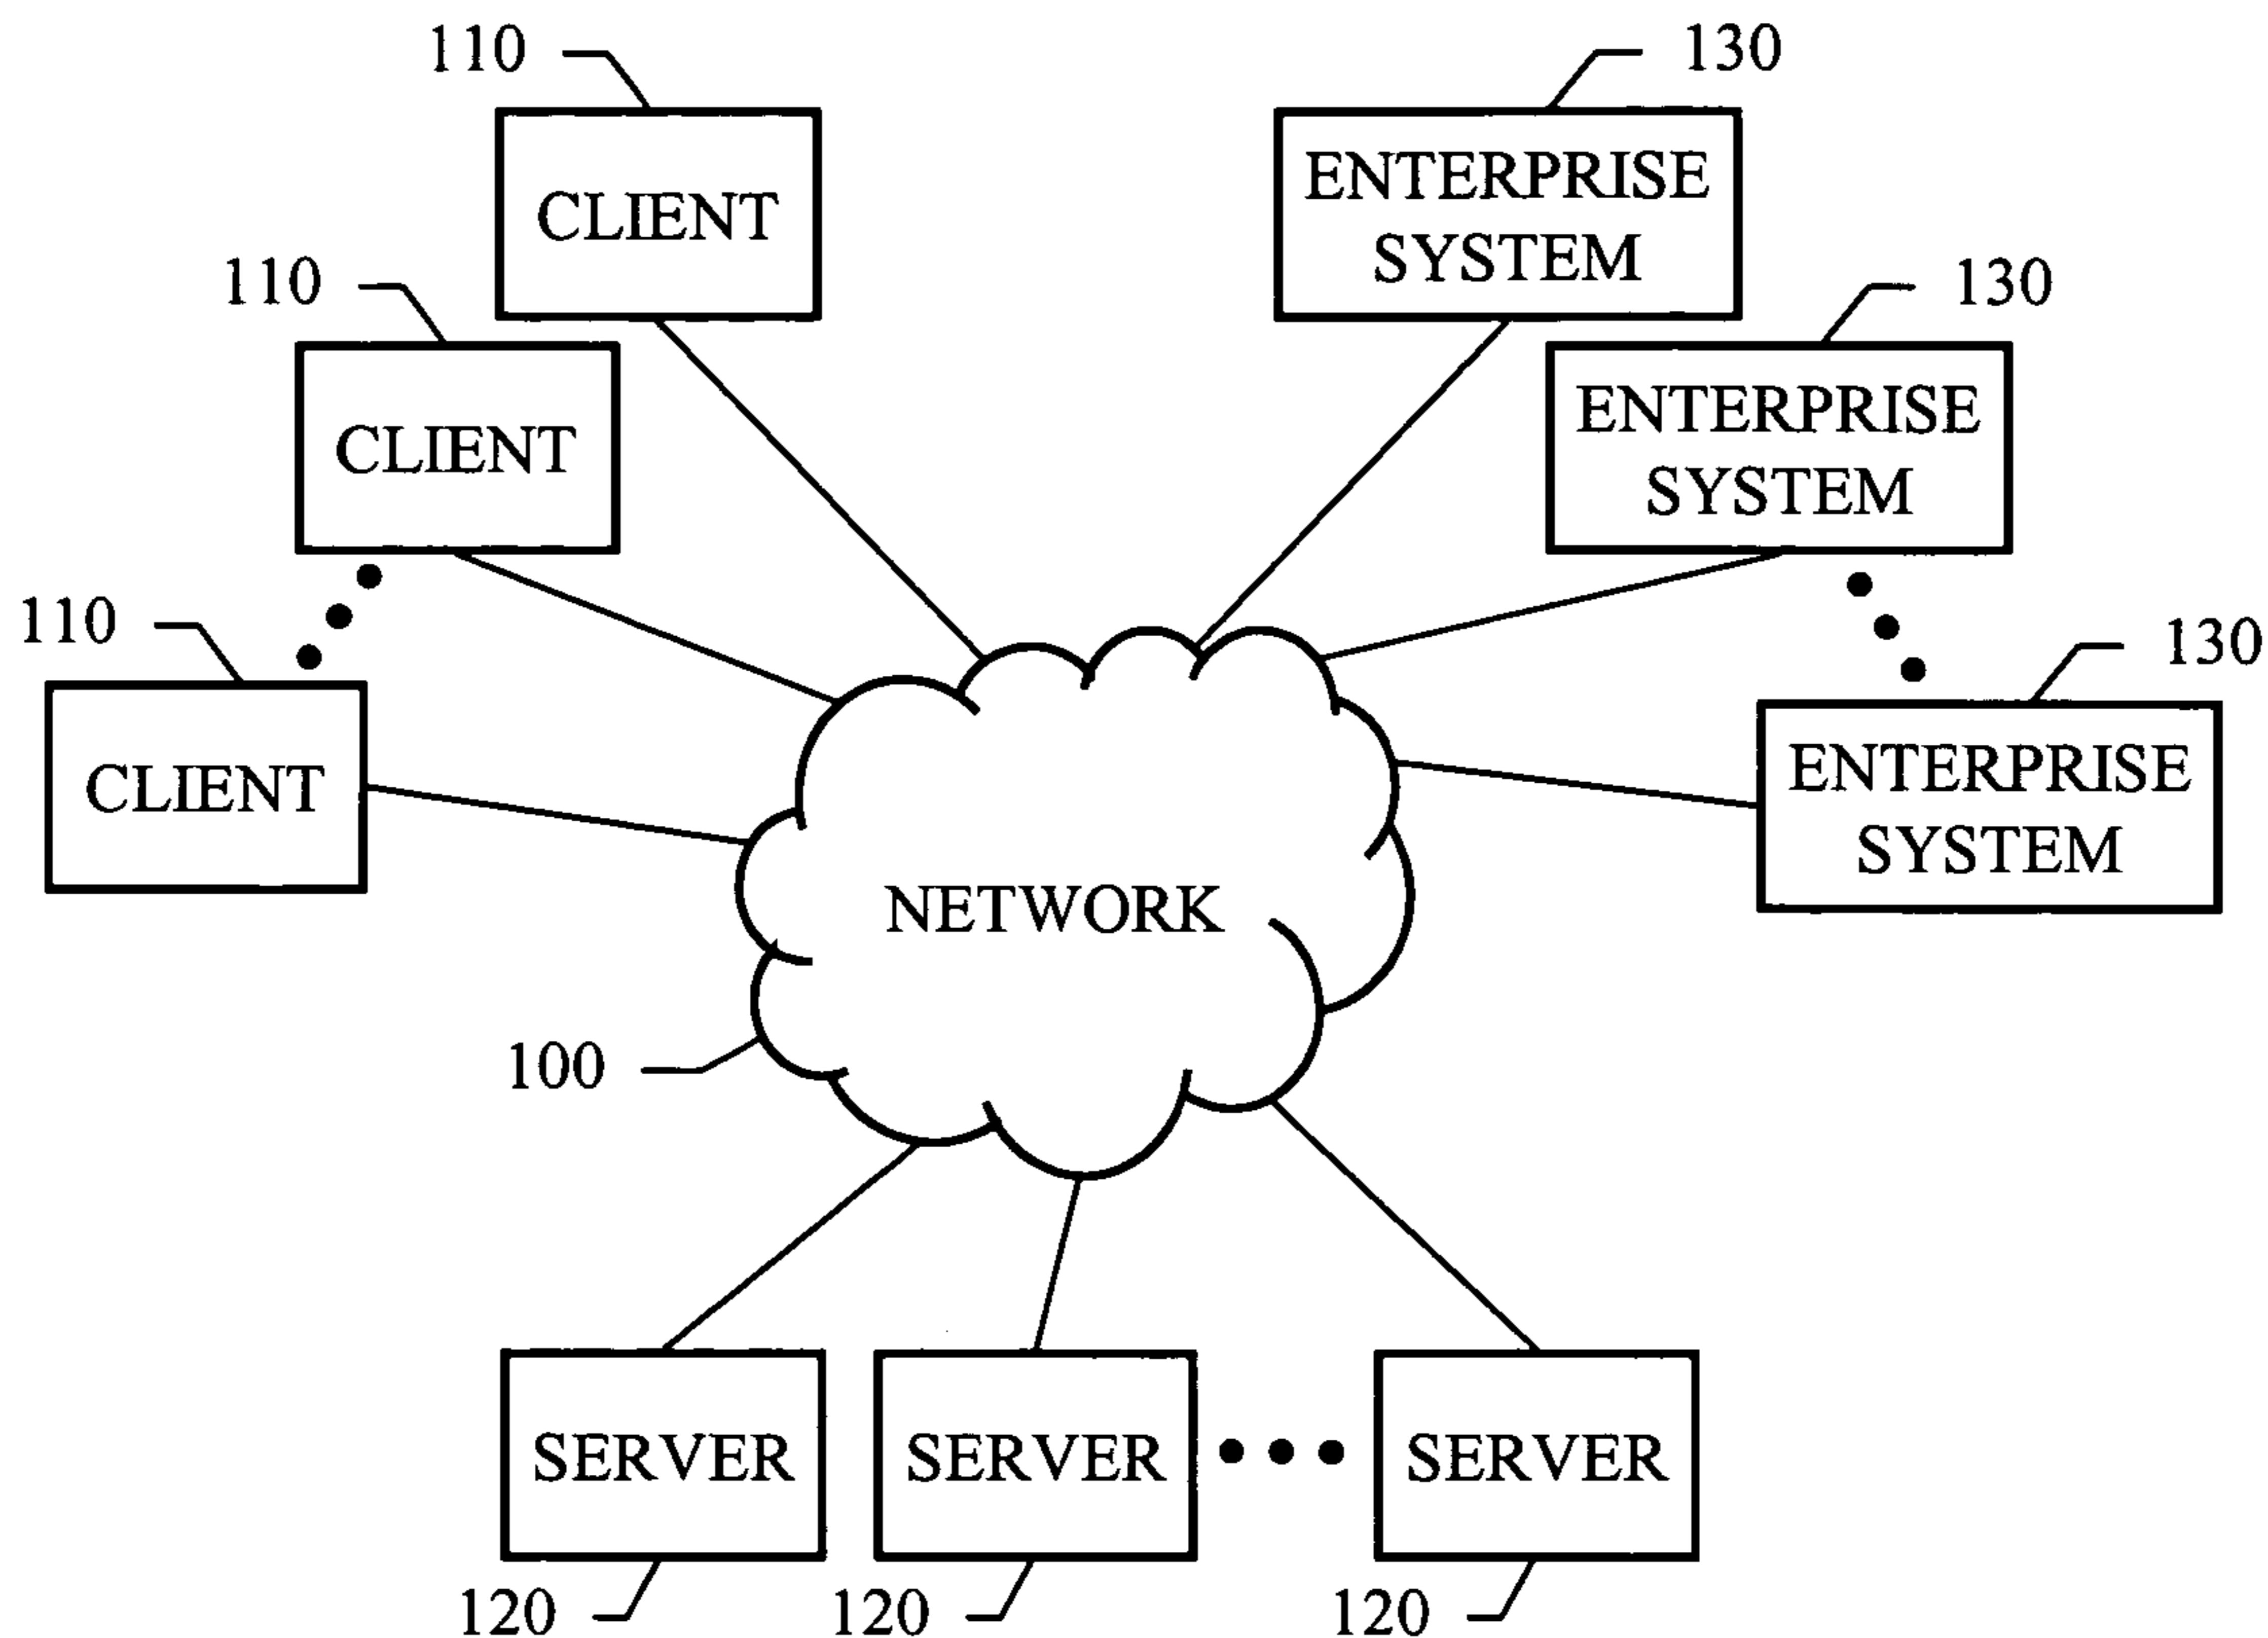 110
130
CLIENT
ENTERPRISE
SYSTEM
110
130
CLIENT
ENTERPRISE
SYSTEM
110
130
CLIENT
ENTERPRISE
SYSTEM
NETWORK
100
SERVER
SERVER
SERVER
120
120
120